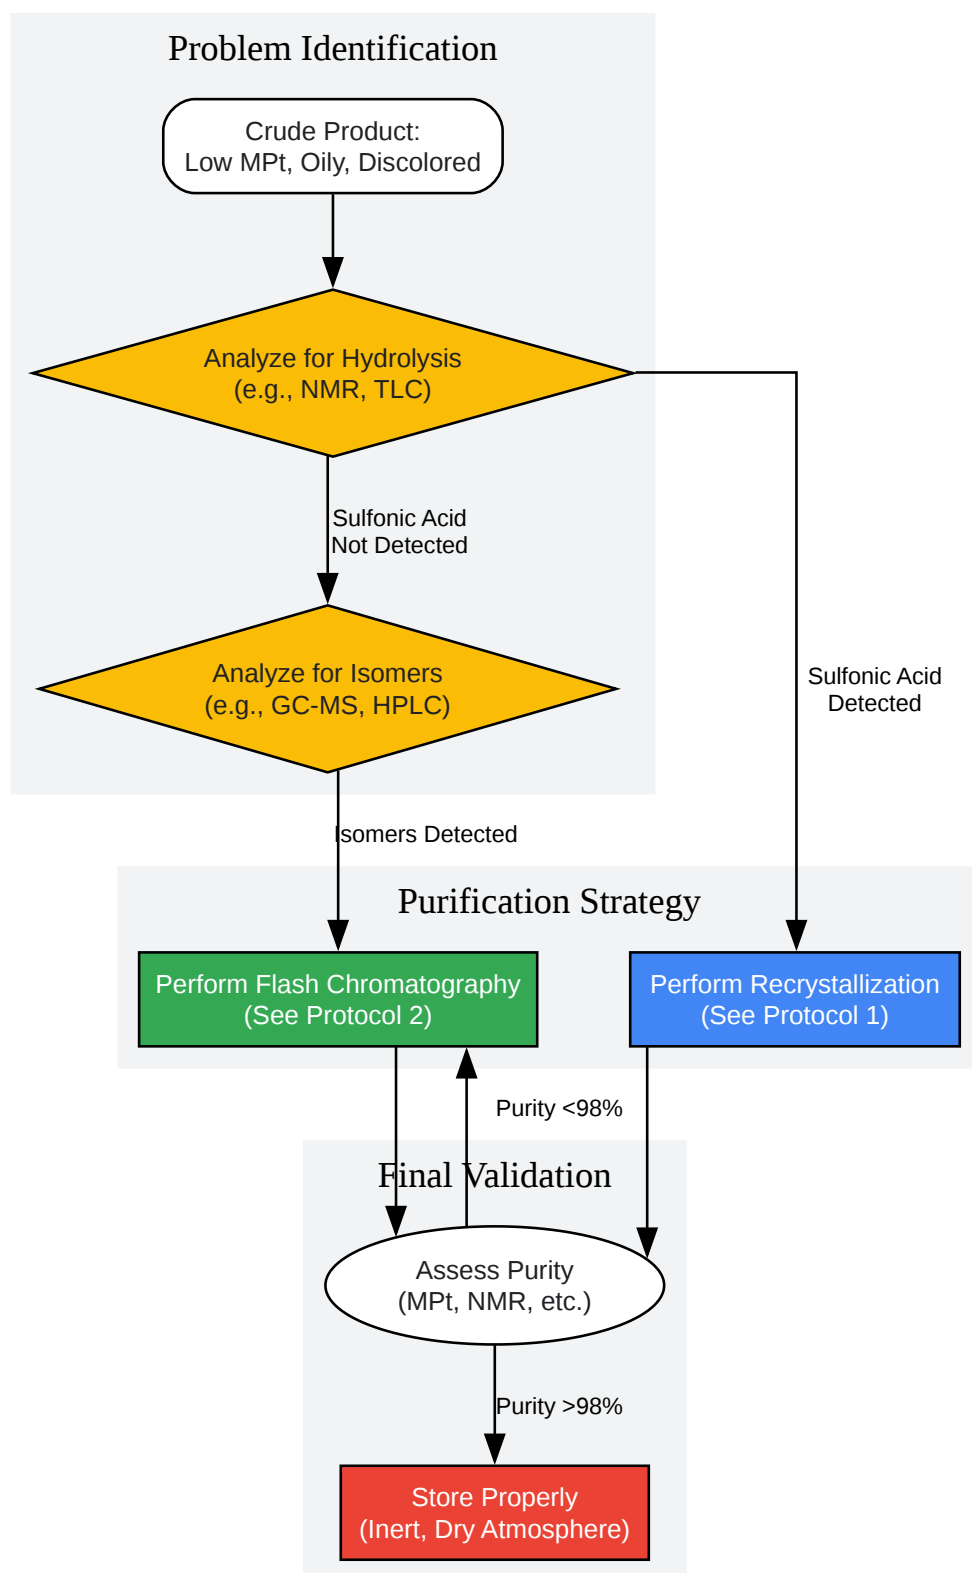 Problem Identification
Crude Product:
Low MPt, Oily, Discolored
Analyze for Hydrolysis
(e.g., NMR, TLC)
Sulfonic Acid
Not Detected
Analyze for Isomers
(e.g., GC-MS, HPLC)
Sulfonic Acid
Detected
Isomers Detected
Purification Strategy
Perform Flash Chromatography
(See Protocol 2)
Perform Recrystallization
(See Protocol 1)
Purity <98%
Final Validation
Assess Purity
(MPt, NMR, etc.)
Purity >98%
Store Properly
(Inert, Dry Atmosphere)